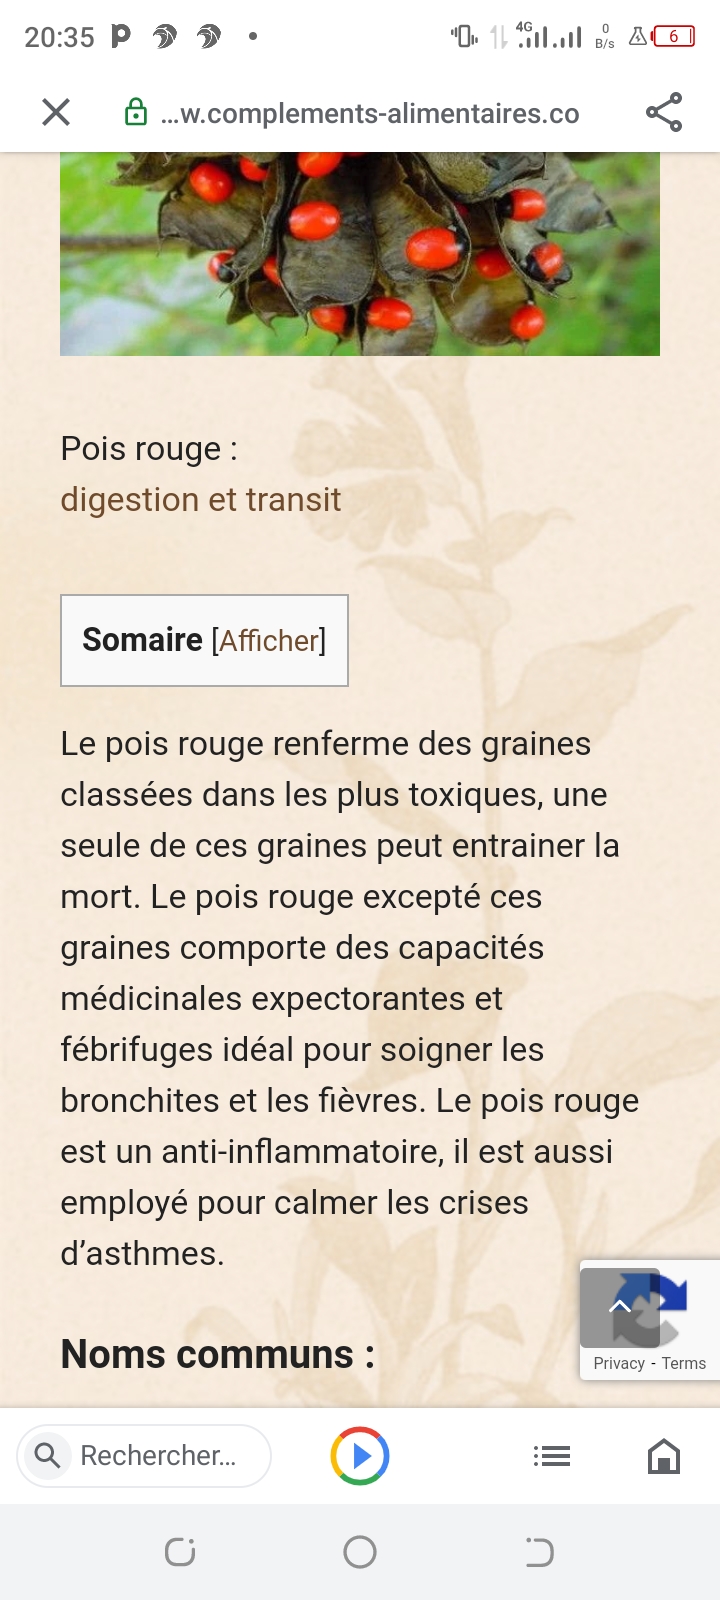 20:35
4G
0
B/s
6
...w.complements-alimentaires.co
Pois rouge :
digestion et transit
Somaire [Afficher]
Le pois rouge renferme des graines
classées dans les plus toxiques, une
seule de ces graines peut entrainer la
mort. Le pois rouge excepté ces
graines comporte des capacités
médicinales expectorantes et
fébrifuges idéal pour soigner les
bronchites et les fièvres. Le pois rouge
est un anti-inflammatoire, il est aussi
employé pour calmer les crises
d’asthmes.
Noms communs :
Privacy - Terms
Rechercher...